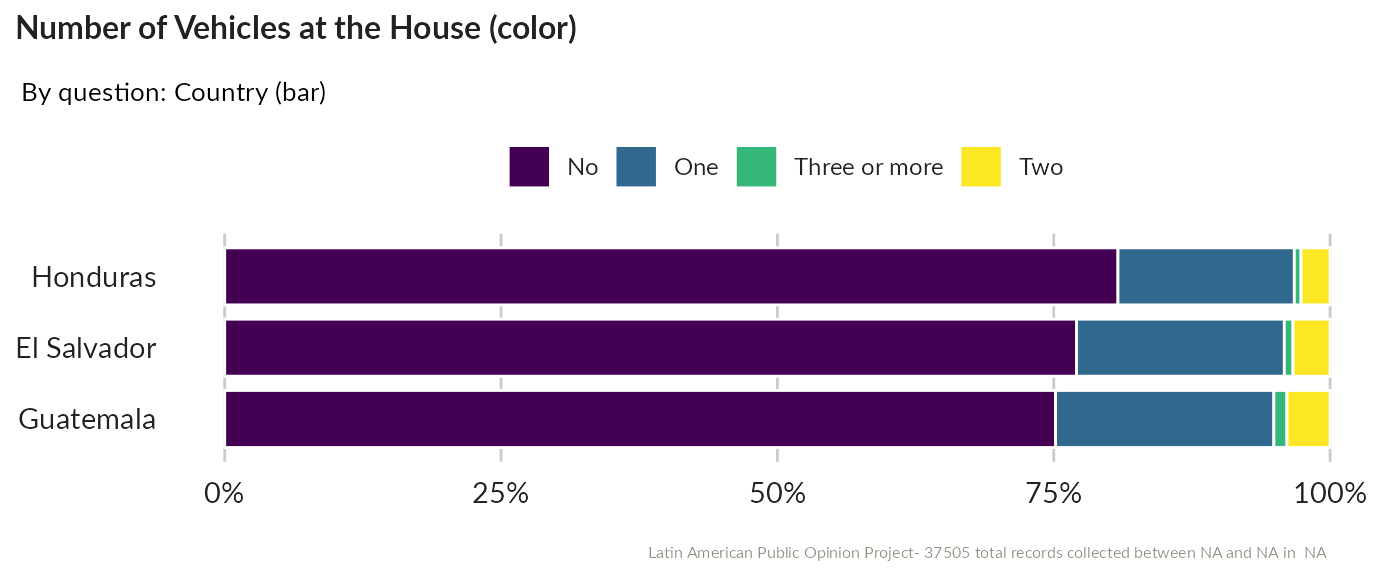 Number of Vehicles at the House (color)
By question: Country (bar)
No One Three or more Two
Honduras
El Salvador
Guatemala
0% 25% 50% 75% 100%
Latin American Public Opinion Project- 37505 total records collected between NA and NA in  NA